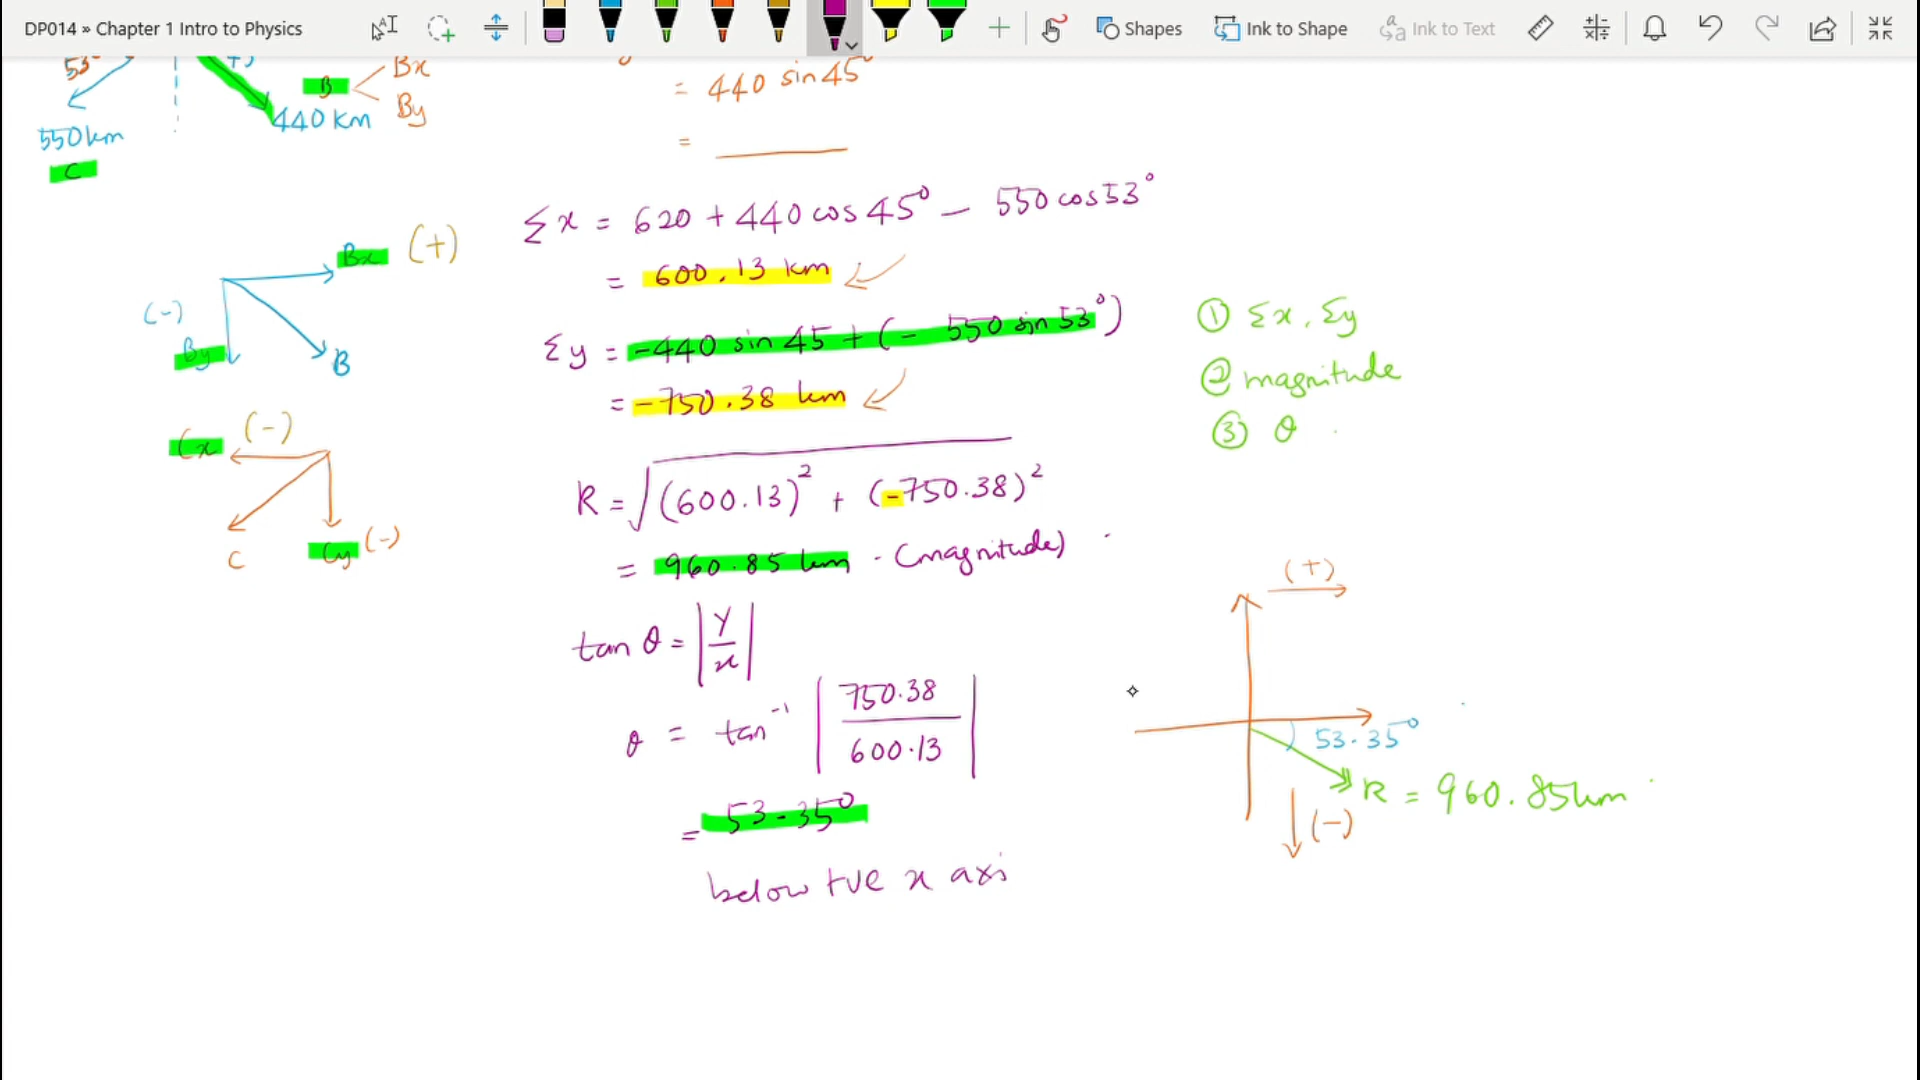 DP014 » Chapter 1 Intro to Physics
Shapes
Ink to Shape
Ink to Text
53°
550km
C
B
Bx
By
440 km
= 440 sin 45°
=
Σx = 620 + 440 cos 45° - 550 cos 53°
= 600.13 km
Σy = -440 sin 45 + (- 550 sin 53°)
= -750.38 km
R = √(600.13)² + (-750.38)²
= 960.85 km - (magnitude)
tan θ = |y/x|
θ = tan⁻¹ |750.38/600.13|
= 53.35°
below +ve x axis
Bx (+)
(-)
By
B
Cx (-)
C
Cy (-)
① Σx, Σy
② magnitude
③ θ
(+)
53.35°
R = 960.85km
(-)